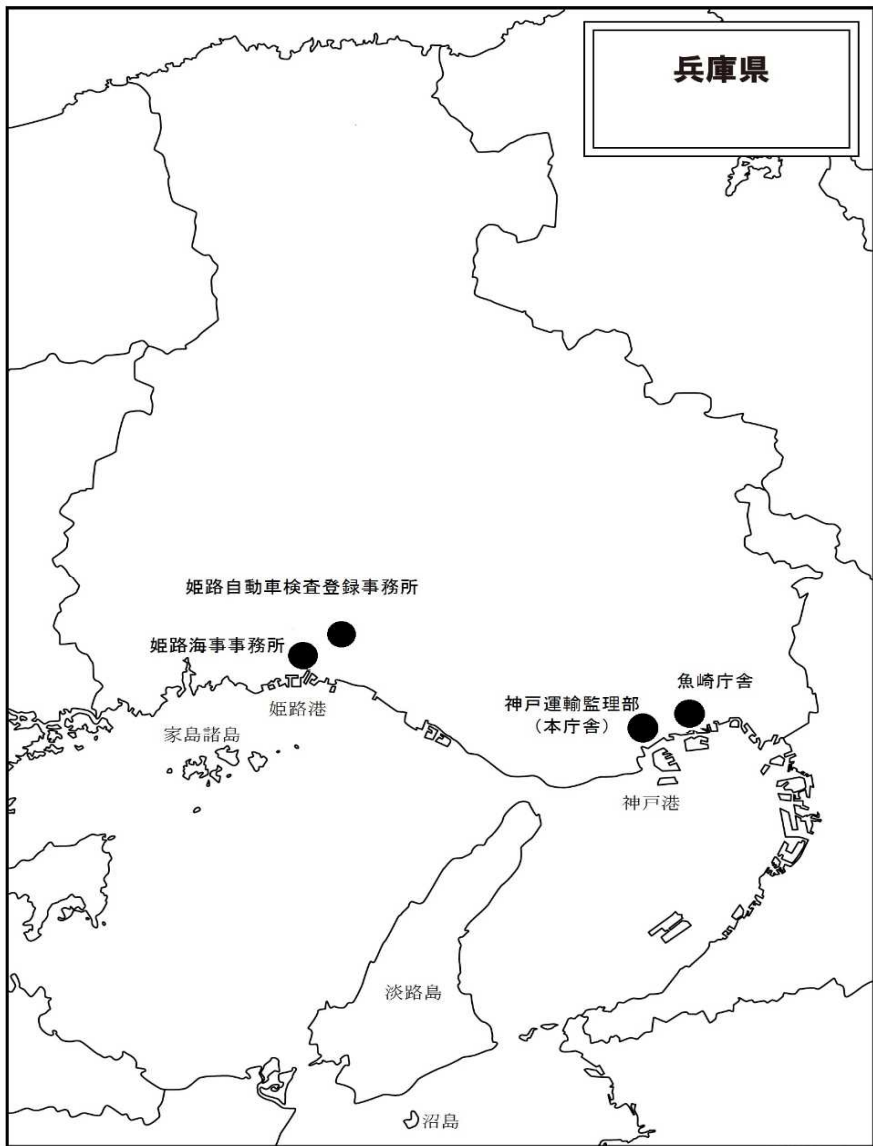 兵庫県
姫路自動車検査登録事務所
姫路海事事務所
姫路港
家島諸島
魚崎庁舎
神戸運輸監理部
（本庁舎）
神戸港
淡路島
沼島